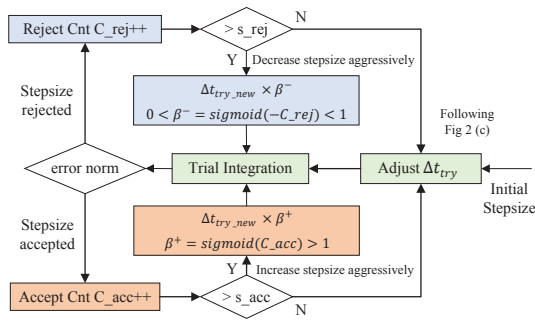 Reject Cnt C_rej++
> s_rej
N
Y
Decrease stepsize aggressively
Δt_try_new × β⁻
0 < β⁻ = sigmoid(−C_rej) < 1
Stepsize
rejected
Following
Fig 2 (c)
error norm
Trial Integration
Adjust Δt_try
Initial
Stepsize
Δt_try_new × β⁺
β⁺ = sigmoid(C_acc) > 1
Stepsize
accepted
Y
Increase stepsize aggressively
Accept Cnt C_acc++
> s_acc
N